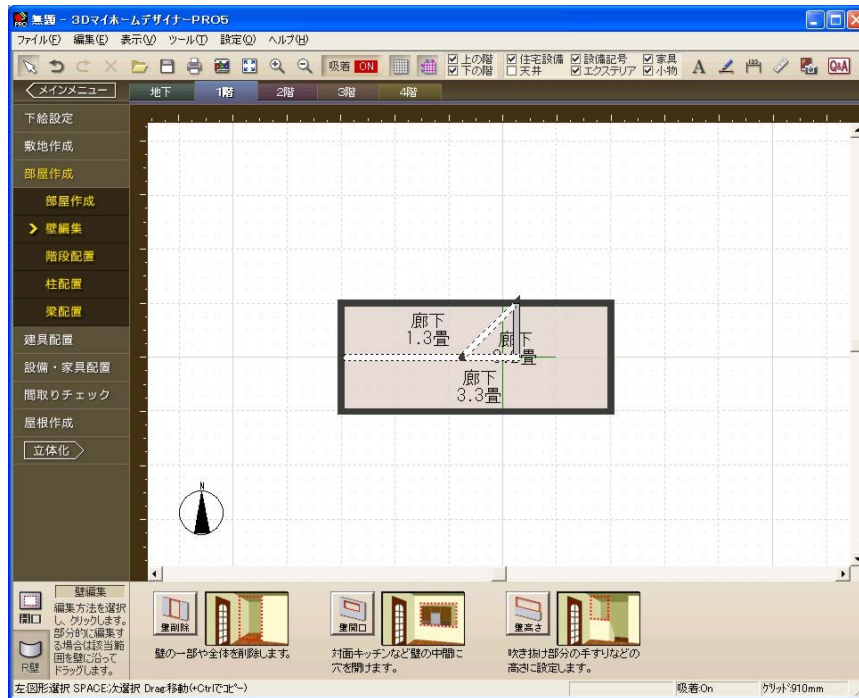 無題 - 3DマイホームデザイナーPRO5
ファイル(F) 編集(E) 表示(V) ツール(T) 設定(O) ヘルプ(H)
吸着 ON
上の階 住宅設備 設備記号 家具
下の階 天井 エクステリア 小物
A
Q&A
メインメニュー 地下 1階 2階 3階 4階
下絵設定
敷地作成
部屋作成
部屋作成
壁編集
階段配置
柱配置
梁配置
建具配置
設備・家具配置
間取りチェック
屋根作成
立体化
廊下
1.3畳
廊下
廊下
3.3畳
N
開口
R壁
壁編集
編集方法を選択
し、クリックします。
部分的に編集す
る場合は該当範
囲を壁に沿って
ドラッグします。
壁削除
壁の一部や全体を削除します。
壁開口
対面キッチンなど壁の中間に
穴を開けます。
壁高さ
吹き抜け部分の手すりなどの
高さに設定します。
左:図形選択 SPACE:次選択 Drag:移動(+Ctrlでコピー) 吸着:On グリッド:910mm